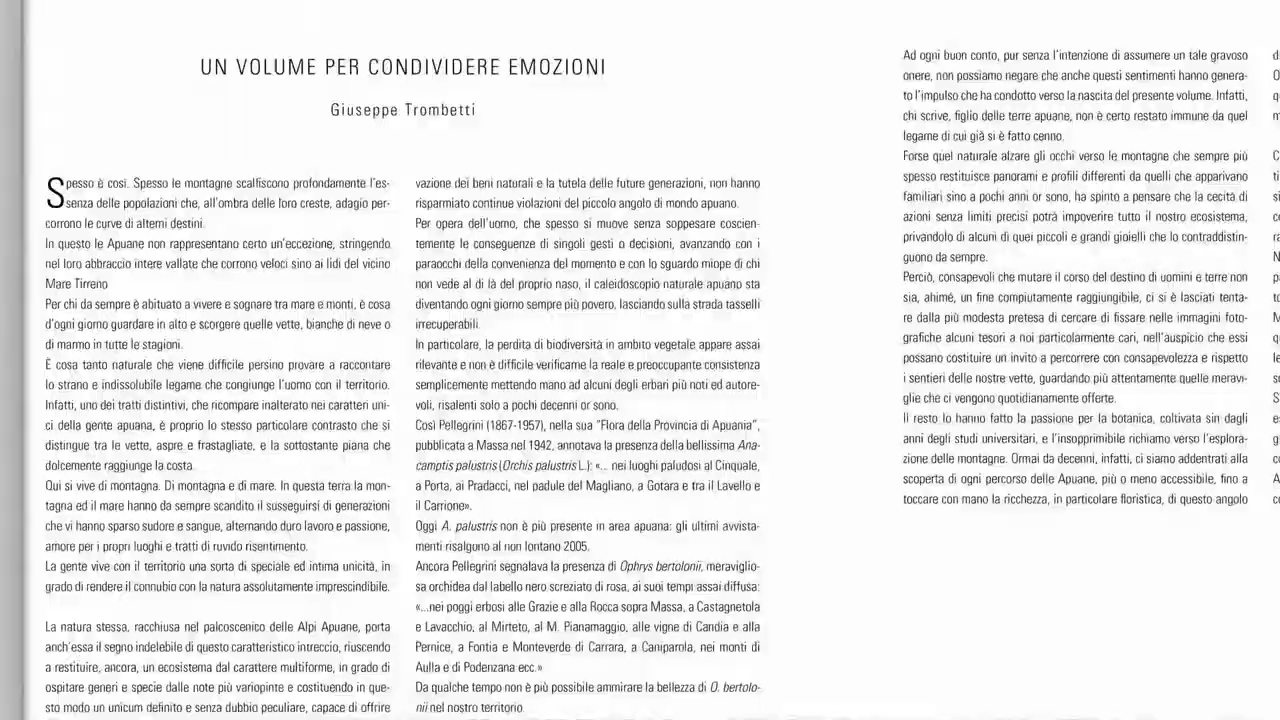 UN VOLUME PER CONDIVIDERE EMOZIONI
Giuseppe Trombetti
Spesso è così. Spesso le montagne scalfiscono profondamente l'es-
senza delle popolazioni che, all'ombra delle loro creste, adagio per-
corrono le curve di alterni destini.
In questo le Apuane non rappresentano certo un'eccezione, stringendo
nel loro abbraccio intere vallate che corrono veloci sino ai lidi del vicino
Mare Tirreno
Per chi da sempre è abituato a vivere e sognare tra mare e monti, è cosa
d'ogni giorno guardare in alto e scorgere quelle vette, bianche di neve o
di marmo in tutte le stagioni.
È cosa tanto naturale che viene difficile persino provare a raccontare
lo strano e indissolubile legame che congiunge l'uomo con il territorio.
Infatti, uno dei tratti distintivi, che ricompare inalterato nei caratteri uni-
ci della gente apuana, è proprio lo stesso particolare contrasto che si
distingue tra le vette, aspre e frastagliate, e la sottostante piana che
dolcemente raggiunge la costa.
Qui si vive di montagna. Di montagna e di mare. In questa terra la mon-
tagna ed il mare hanno da sempre scandito il susseguirsi di generazioni
che vi hanno sparso sudore e sangue, alternando duro lavoro e passione,
amore per i propri luoghi e tratti di ruvido risentimento.
La gente vive con il territorio una sorta di speciale ed intima unicità, in
grado di rendere il connubio con la natura assolutamente imprescindibile.
La natura stessa, racchiusa nel palcoscenico delle Alpi Apuane, porta
anch'essa il segno indelebile di questo caratteristico intreccio, riuscendo
a restituire, ancora, un ecosistema dal carattere multiforme, in grado di
ospitare generi e specie dalle note più variopinte e costituendo in que-
sto modo un unicum definito e senza dubbio peculiare, capace di offrire
vazione dei beni naturali e la tutela delle future generazioni, non hanno
risparmiato continue violazioni del piccolo angolo di mondo apuano.
Per opera dell'uomo, che spesso si muove senza soppesare coscien-
temente le conseguenze di singoli gesti o decisioni, avanzando con i
paraocchi della convenienza del momento e con lo sguardo miope di chi
non vede al di là del proprio naso, il caleidoscopio naturale apuano sta
diventando ogni giorno sempre più povero, lasciando sulla strada tasselli
irrecuperabili.
In particolare, la perdita di biodiversità in ambito vegetale appare assai
rilevante e non è difficile verificarne la reale e preoccupante consistenza
semplicemente mettendo mano ad alcuni degli erbari più noti ed autore-
voli, risalenti solo a pochi decenni or sono.
Così Pellegrini (1867-1957), nella sua "Flora della Provincia di Apuania",
pubblicata a Massa nel 1942, annotava la presenza della bellissima Ana-
camptis palustris (Orchis palustris L.): «... nei luoghi paludosi al Cinquale,
a Porta, ai Pradacci, nel padule del Magliano, a Gotara e tra il Lavello e
il Carrione».
Oggi A. palustris non è più presente in area apuana: gli ultimi avvista-
menti risalgono al non lontano 2005.
Ancora Pellegrini segnalava la presenza di Ophrys bertolonii, meraviglio-
sa orchidea dal labello nero screziato di rosa, ai suoi tempi assai diffusa:
«...nei poggi erbosi alle Grazie e alla Rocca sopra Massa, a Castagnetola
e Lavacchio, al Mirteto, al M. Pianamaggio, alle vigne di Candia e alla
Pernice, a Fontia e Monteverde di Carrara, a Caniparola, nei monti di
Aulla e di Podenzana ecc.»
Da qualche tempo non è più possibile ammirare la bellezza di O. bertolo-
nii nel nostro territorio.
Ad ogni buon conto, pur senza l'intenzione di assumere un tale gravoso
onere, non possiamo negare che anche questi sentimenti hanno genera-
to l'impulso che ha condotto verso la nascita del presente volume. Infatti,
chi scrive, figlio delle terre apuane, non è certo restato immune da quel
legame di cui già si è fatto cenno.
Forse quel naturale alzare gli occhi verso le montagne che sempre più
spesso restituisce panorami e profili differenti da quelli che apparivano
familiari sino a pochi anni or sono, ha spinto a pensare che la cecità di
azioni senza limiti precisi potrà impoverire tutto il nostro ecosistema,
privandolo di alcuni di quei piccoli e grandi gioielli che lo contraddistin-
guono da sempre.
Perciò, consapevoli che mutare il corso del destino di uomini e terre non
sia, ahimé, un fine compiutamente raggiungibile, ci si è lasciati tenta-
re dalla più modesta pretesa di cercare di fissare nelle immagini foto-
grafiche alcuni tesori a noi particolarmente cari, nell'auspicio che essi
possano costituire un invito a percorrere con consapevolezza e rispetto
i sentieri delle nostre vette, guardando più attentamente quelle meravi-
glie che ci vengono quotidianamente offerte.
Il resto lo hanno fatto la passione per la botanica, coltivata sin dagli
anni degli studi universitari, e l'insopprimibile richiamo verso l'esplora-
zione delle montagne. Ormai da decenni, infatti, ci siamo addentrati alla
scoperta di ogni percorso delle Apuane, più o meno accessibile, fino a
toccare con mano la ricchezza, in particolare floristica, di questo angolo